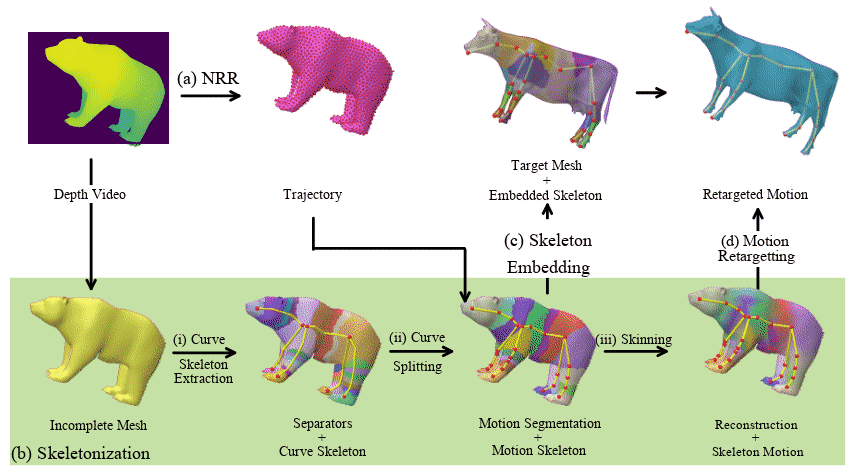 (a) NRR
Depth Video
Trajectory
Target Mesh
+
Embedded Skeleton
Retargeted Motion
(c) Skeleton
Embedding
(d) Motion
Retargetting
(i) Curve
Skeleton
Extraction
(ii) Curve
Splitting
(iii) Skinning
Incomplete Mesh
Separators
+
Curve Skeleton
Motion Segmentation
+
Motion Skeleton
Reconstruction
+
Skeleton Motion
(b) Skeletonization